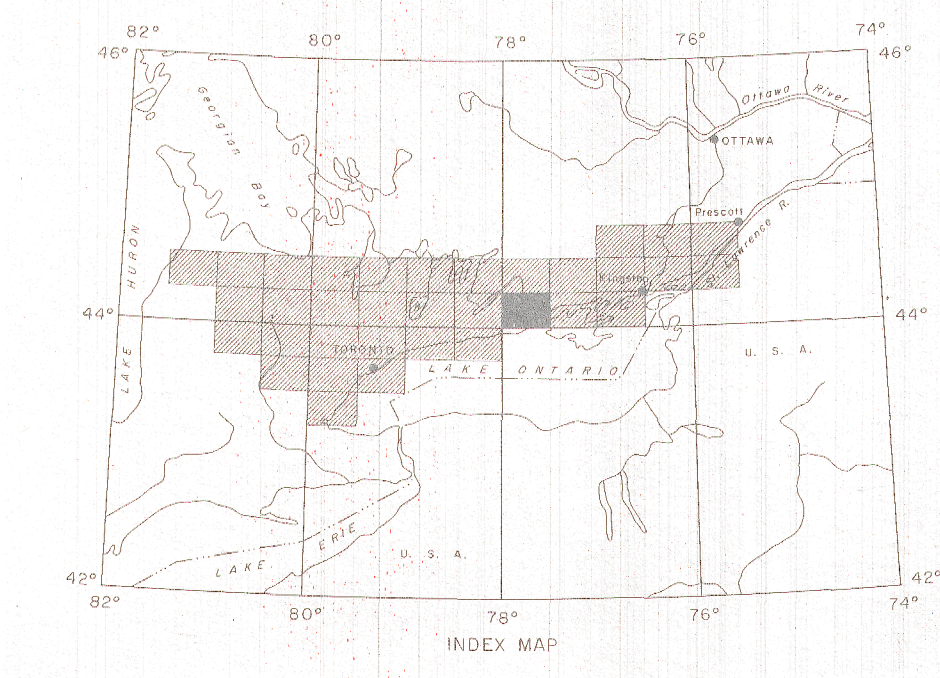 82° 80° 78° 76° 74°
46° 46°
Georgian Bay
Ottawa River
OTTAWA
Prescott
St. Lawrence R.
LAKE HURON
Kingston
44° 44°
TORONTO
LAKE ONTARIO
U. S. A.
LAKE ERIE
U. S. A.
42° 42°
82° 80° 78° 76° 74°
INDEX MAP